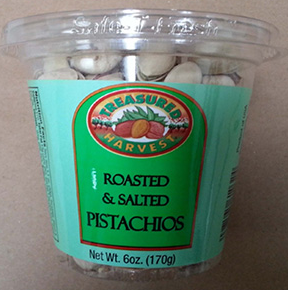 TREASURED
HARVEST
ROASTED
& SALTED
PISTACHIOS
Net Wt. 6oz. (170g)